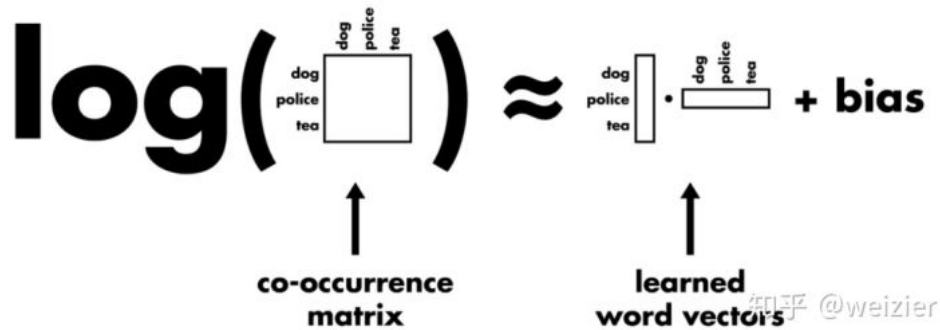 log( ) ≈ · + bias
dog police tea
dog
police
tea
dog
police
tea
dog police tea
co-occurrence
matrix
learned
word vectors
知乎 @weizier